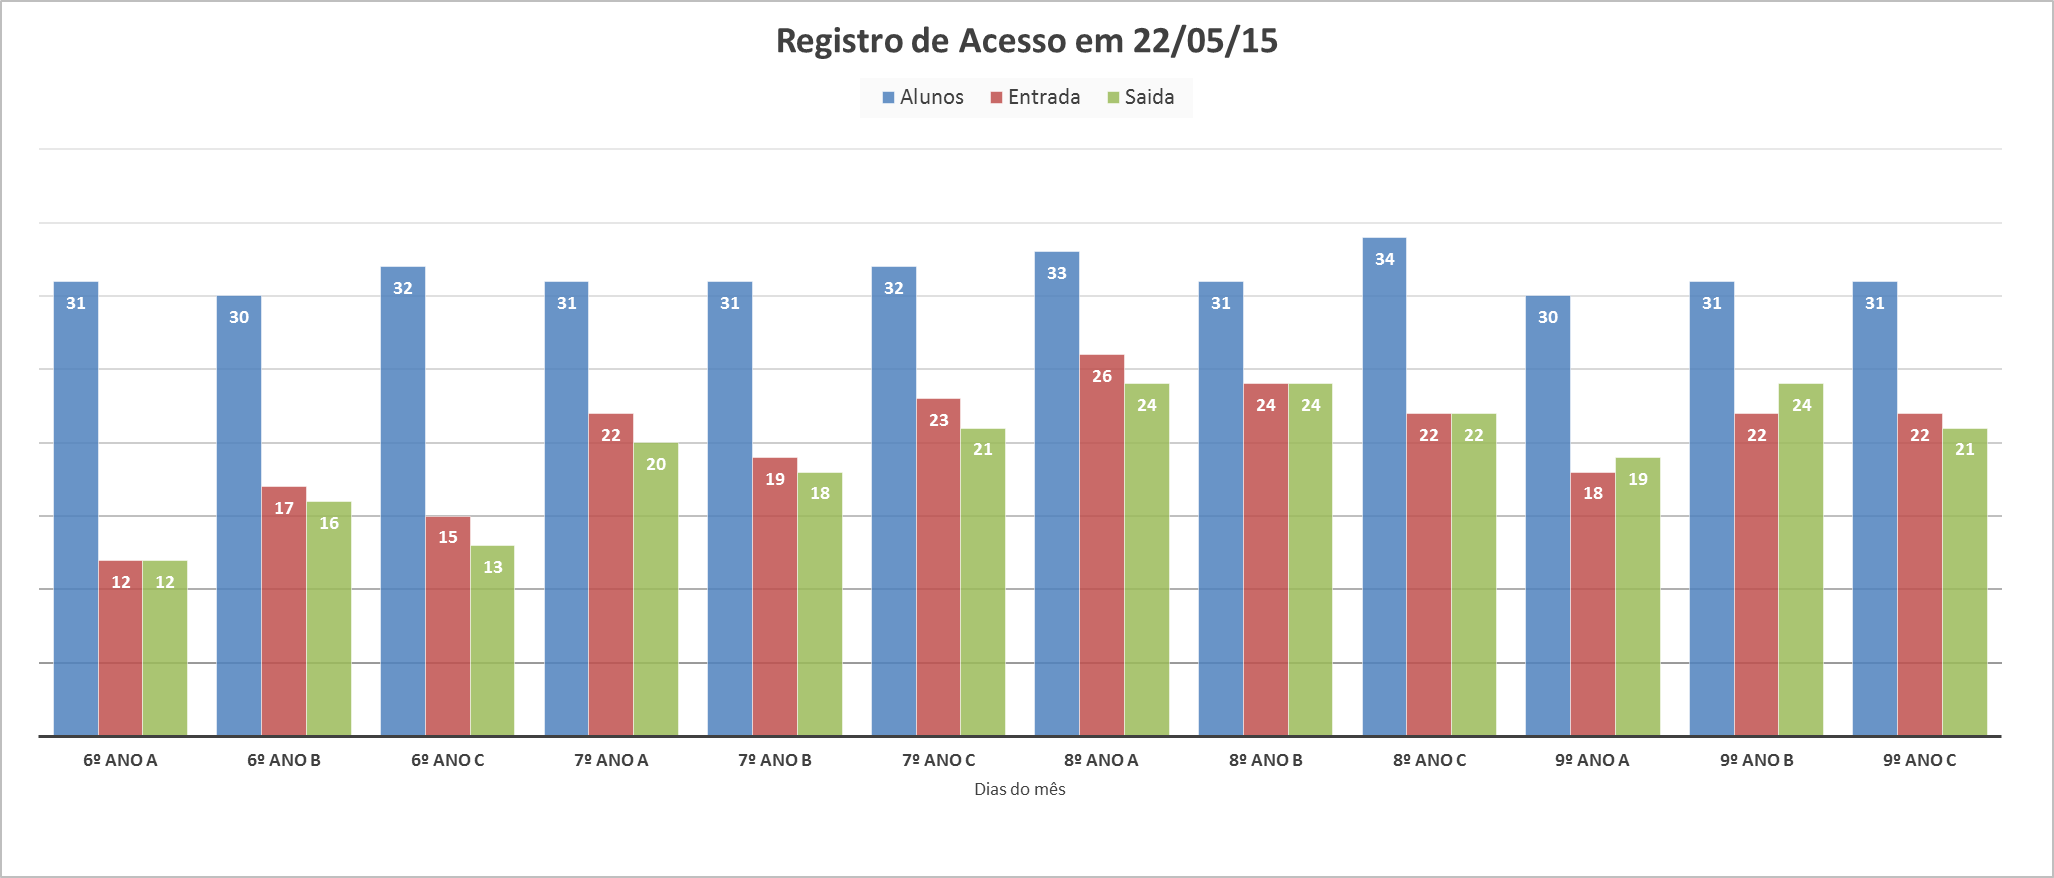 Registro de Acesso em 22/05/15
Alunos Entrada Saida
31 12 12 30 17 16 32 15 13 31 22 20 31 19 18 32 23 21 33 26 24 31 24 24 34 22 22 30 18 19 31 22 24 31 22 21
6º ANO A 6º ANO B 6º ANO C 7º ANO A 7º ANO B 7º ANO C 8º ANO A 8º ANO B 8º ANO C 9º ANO A 9º ANO B 9º ANO C
Dias do mês